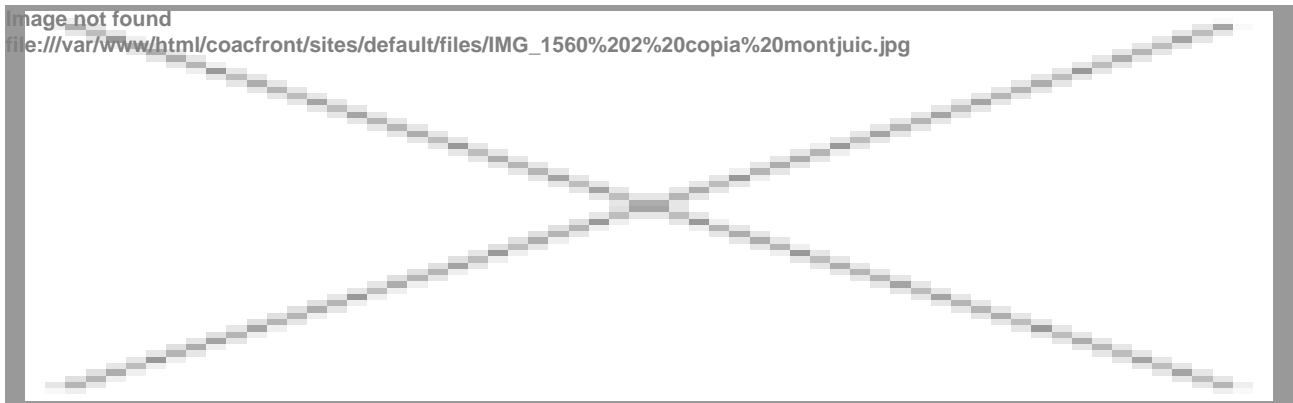 Image not found
file:///var/www/html/coacfront/sites/default/files/IMG_1560%202%20copia%20montjuic.jpg